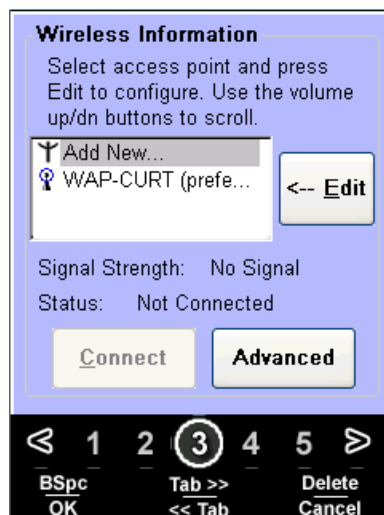 Wireless Information
Select access point and press
Edit to configure. Use the volume
up/dn buttons to scroll.
Add New...
WAP-CURT (prefe...
<-- Edit
Signal Strength: No Signal
Status: Not Connected
Connect Advanced
< 1 2 3 4 5 >
BSpc Tab >> Delete
OK << Tab Cancel